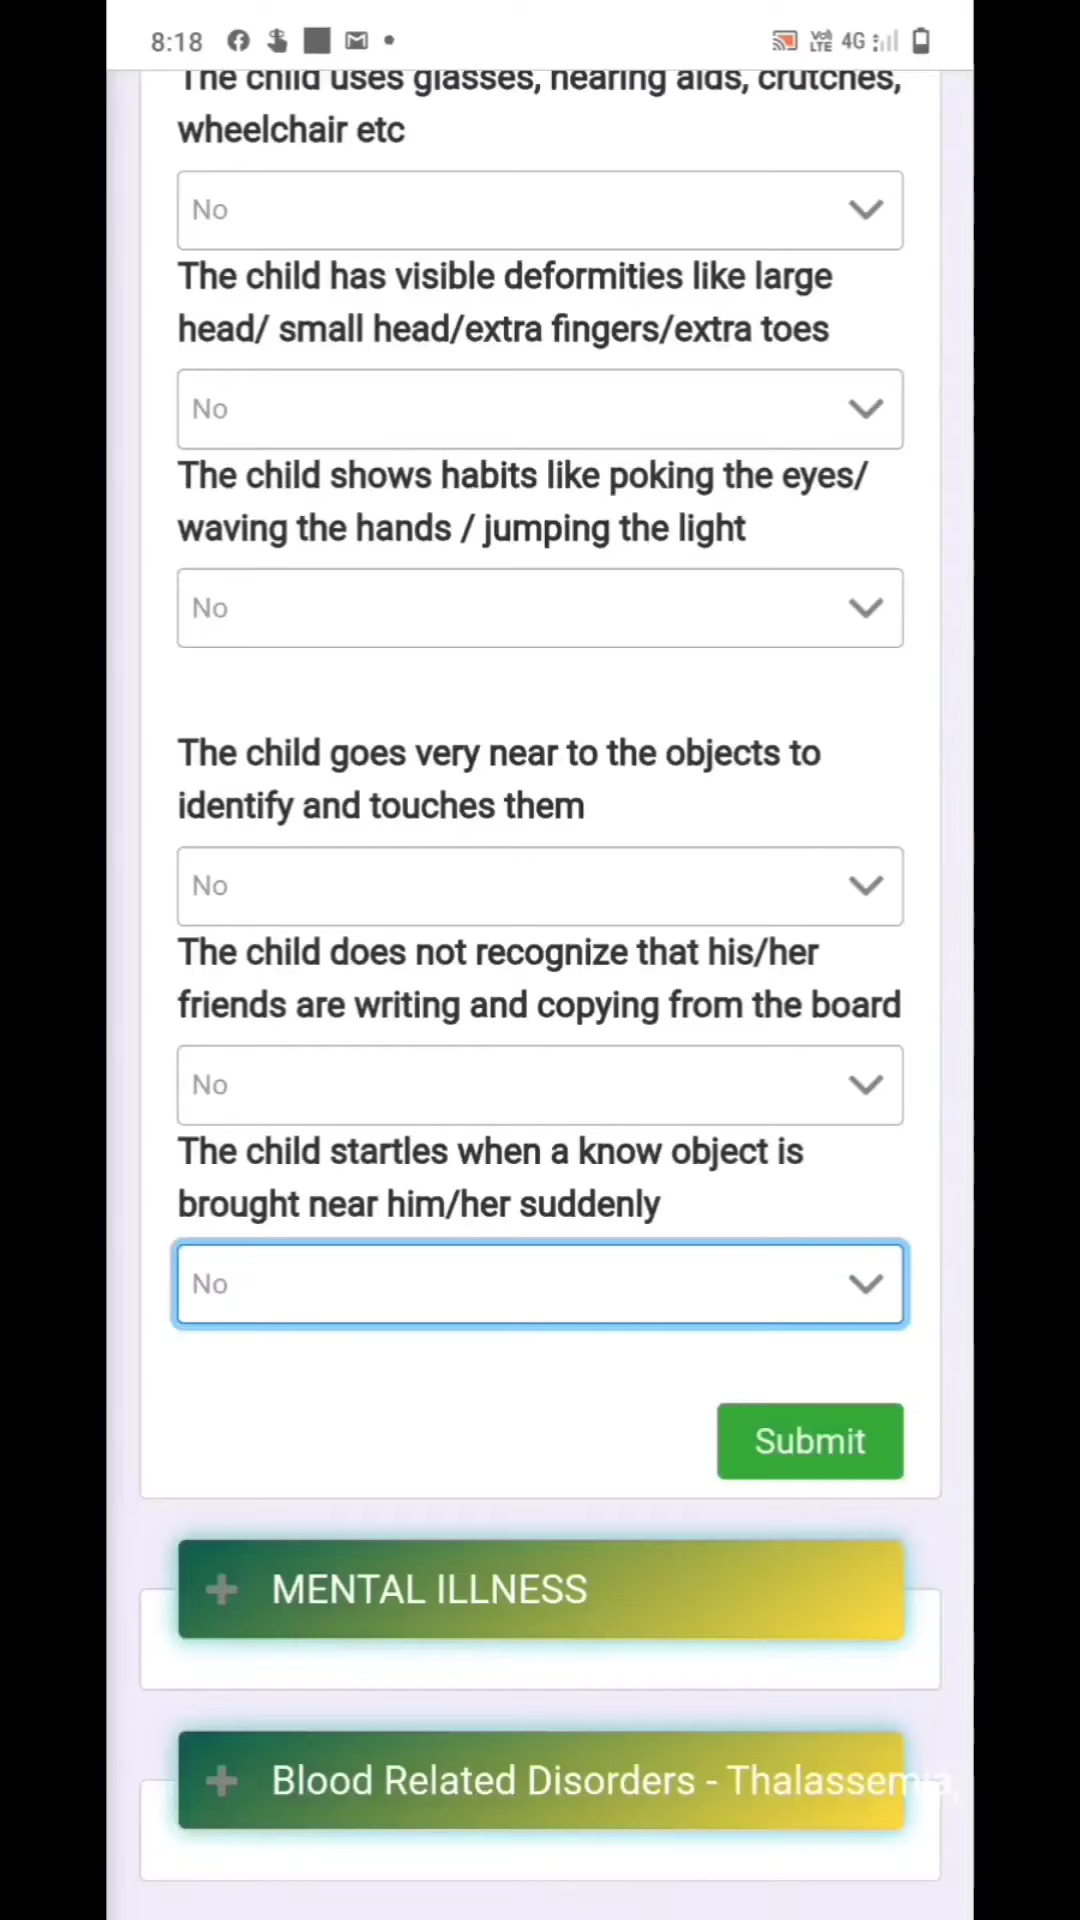 8:18 VoLTE 4G
The child uses glasses, hearing aids, crutches,
wheelchair etc
No
The child has visible deformities like large
head/ small head/extra fingers/extra toes
No
The child shows habits like poking the eyes/
waving the hands / jumping the light
No
The child goes very near to the objects to
identify and touches them
No
The child does not recognize that his/her
friends are writing and copying from the board
No
The child startles when a know object is
brought near him/her suddenly
No
Submit
MENTAL ILLNESS
Blood Related Disorders - Thalassemia,